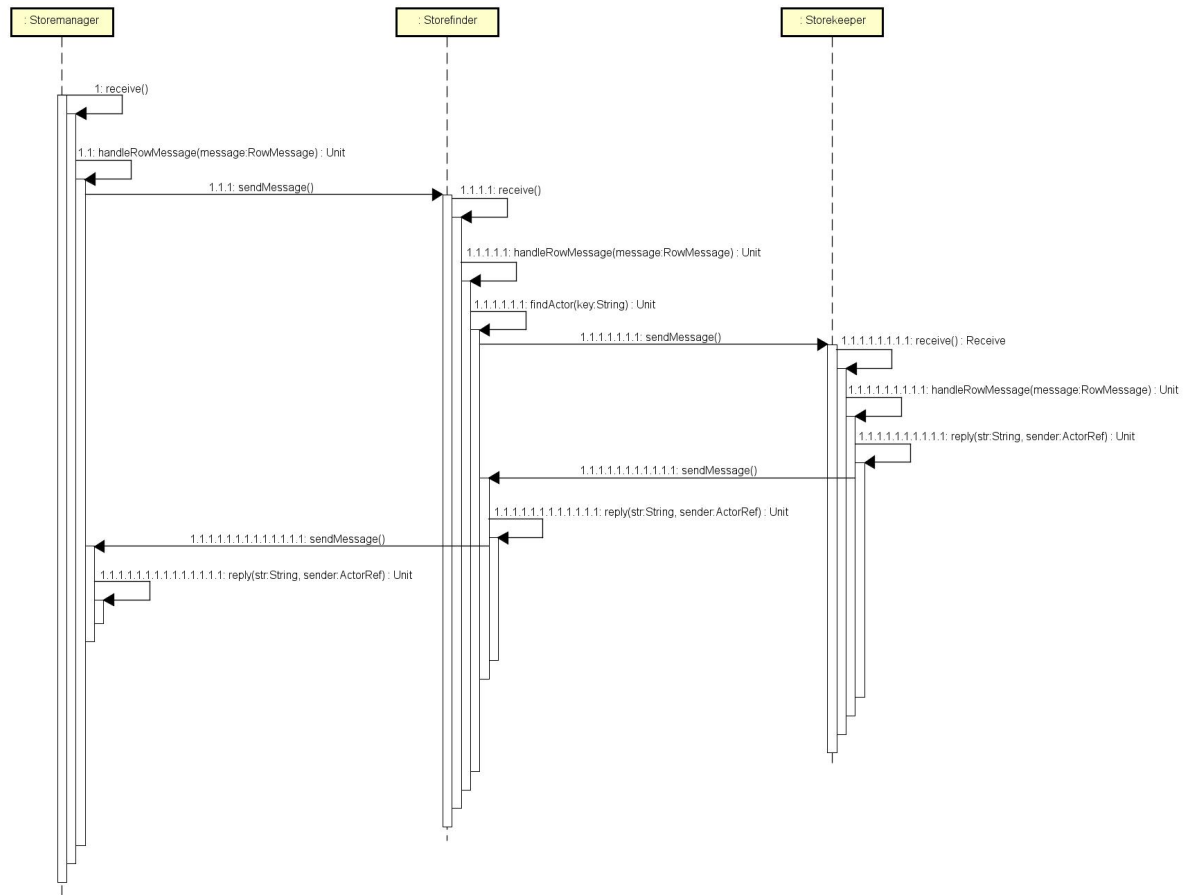 : Storemanager
: Storefinder
: Storekeeper
1: receive()
1.1: handleRowMessage(message:RowMessage) : Unit
1.1.1: sendMessage()
1.1.1.1: receive()
1.1.1.1.1: handleRowMessage(message:RowMessage) : Unit
1.1.1.1.1.1: findActor(key:String) : Unit
1.1.1.1.1.1.1: sendMessage()
1.1.1.1.1.1.1.1: receive() : Receive
1.1.1.1.1.1.1.1.1: handleRowMessage(message:RowMessage) : Unit
1.1.1.1.1.1.1.1.1.1: reply(str:String, sender:ActorRef) : Unit
1.1.1.1.1.1.1.1.1.1.1: sendMessage()
1.1.1.1.1.1.1.1.1.1.1.1: reply(str:String, sender:ActorRef) : Unit
1.1.1.1.1.1.1.1.1.1.1.1.1: sendMessage()
1.1.1.1.1.1.1.1.1.1.1.1.1.1: reply(str:String, sender:ActorRef) : Unit